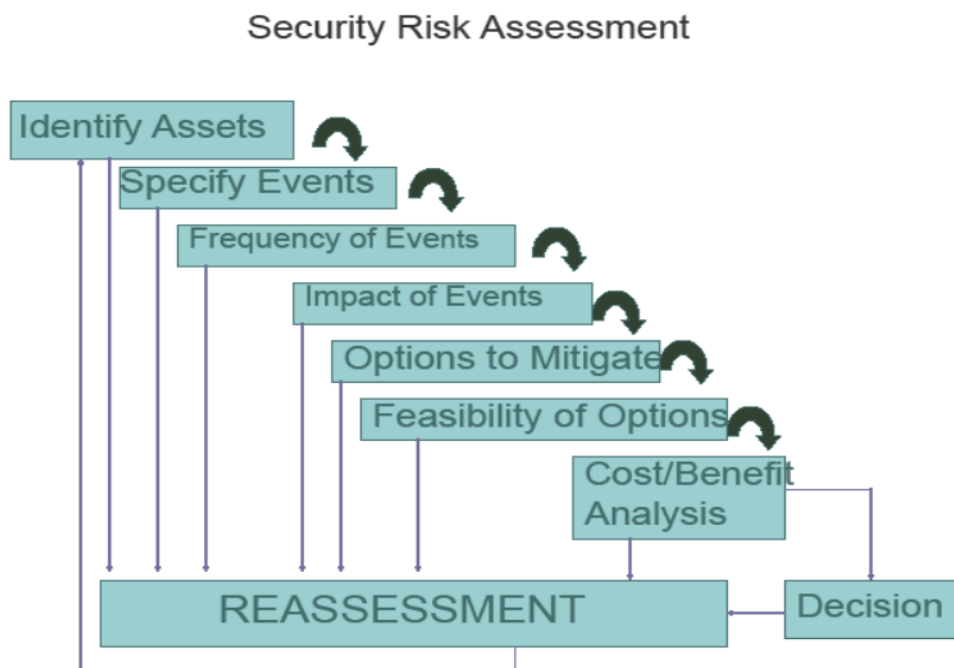 Security Risk Assessment
Identify Assets
Specify Events
Frequency of Events
Impact of Events
Options to Mitigate
Feasibility of Options
Cost/Benefit
Analysis
REASSESSMENT
Decision